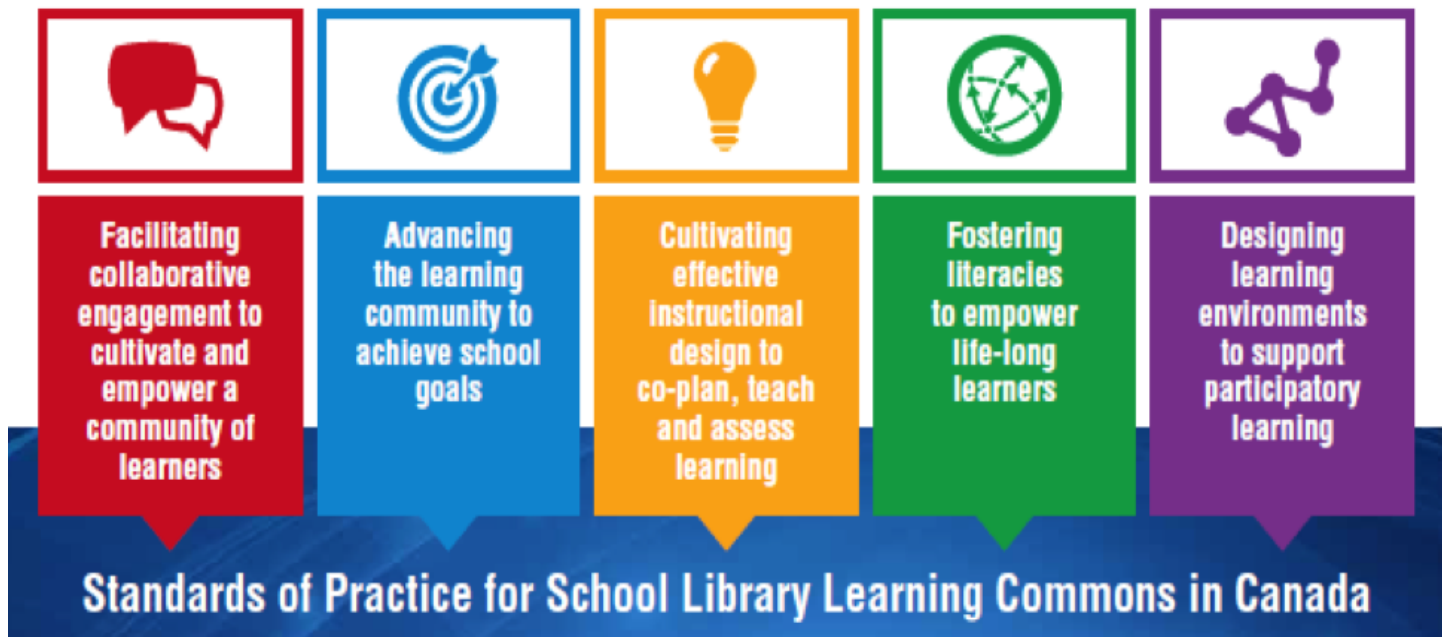 Facilitating
collaborative
engagement to
cultivate and
empower a
community of
learners
Advancing
the learning
community to
achieve school
goals
Cultivating
effective
instructional
design to
co-plan, teach
and assess
learning
Fostering
literacies
to empower
life-long
learners
Designing
learning
environments
to support
participatory
learning
Standards of Practice for School Library Learning Commons in Canada